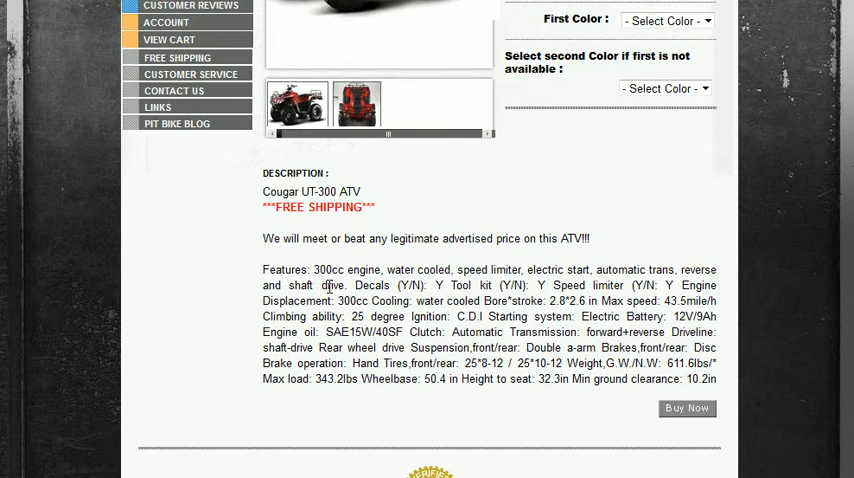 CUSTOMER REVIEWS
ACCOUNT
VIEW CART
FREE SHIPPING
CUSTOMER SERVICE
CONTACT US
LINKS
PIT BIKE BLOG
First Color : - Select Color -
Select second Color if first is not
available :
- Select Color -
DESCRIPTION :
Cougar UT-300 ATV
***FREE SHIPPING***
We will meet or beat any legitimate advertised price on this ATV!!!
Features: 300cc engine, water cooled, speed limiter, electric start, automatic trans, reverse
and shaft drive. Decals (Y/N): Y Tool kit (Y/N): Y Speed limiter (Y/N: Y Engine
Displacement: 300cc Cooling: water cooled Bore*stroke: 2.8*2.6 in Max speed: 43.5mile/h
Climbing ability: 25 degree Ignition: C.D.I Starting system: Electric Battery: 12V/9Ah
Engine oil: SAE15W/40SF Clutch: Automatic Transmission: forward+reverse Driveline:
shaft-drive Rear wheel drive Suspension,front/rear: Double a-arm Brakes,front/rear: Disc
Brake operation: Hand Tires,front/rear: 25*8-12 / 25*10-12 Weight,G.W./N.W: 611.6lbs/*
Max load: 343.2lbs Wheelbase: 50.4 in Height to seat: 32.3in Min ground clearance: 10.2in
Buy Now